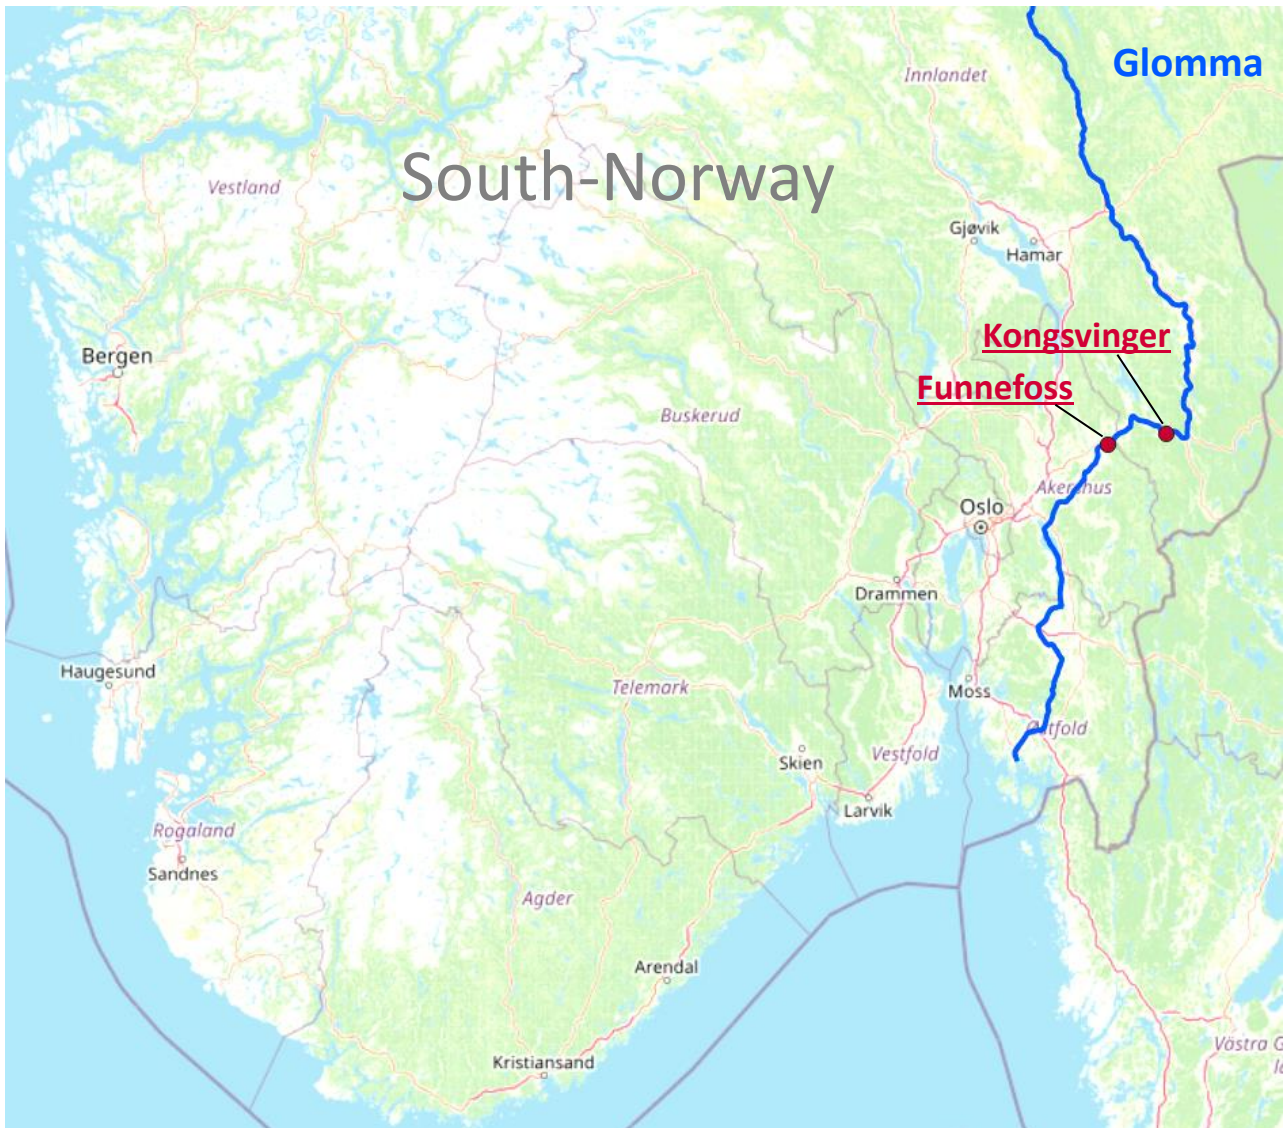 Glomma
Innlandet
South-Norway
Vestland
Gjøvik
Hamar
Kongsvinger
Bergen
Funnefoss
Buskerud
Akershus
Oslo
Drammen
Haugesund
Telemark
Moss
Østfold
Vestfold
Skien
Larvik
Rogaland
Sandnes
Agder
Arendal
Kristiansand
Västra G